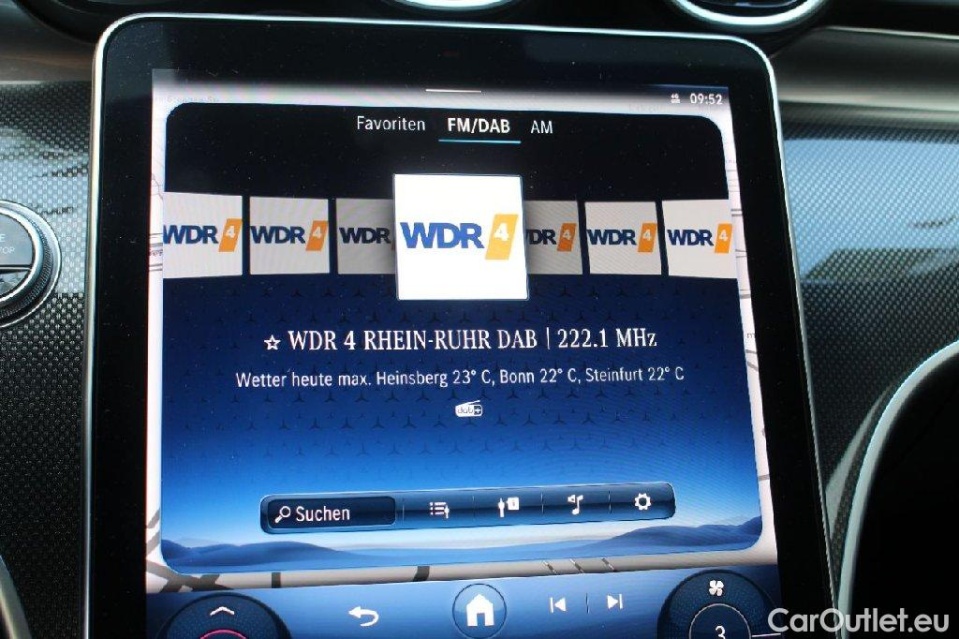 09:52
Favoriten FM/DAB AM
WDR 4 WDR 4 WDR WDR 4 WDR 4 WDR 4 WDR 4
☆ WDR 4 RHEIN-RUHR DAB | 222.1 MHz
Wetter heute max. Heinsberg 23° C, Bonn 22° C, Steinfurt 22° C
dab+
Suchen
3
CarOutlet.eu